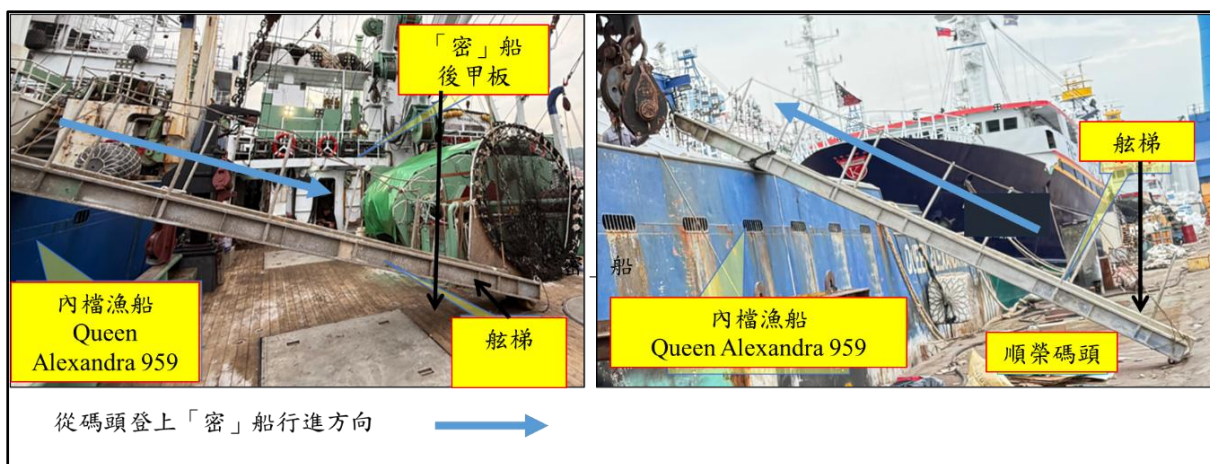 「密」船
後甲板
內檔漁船
Queen
Alexandra 959
舷梯
密 船
舷梯
內檔漁船
Queen Alexandra 959
順榮碼頭
從碼頭登上「密」船行進方向